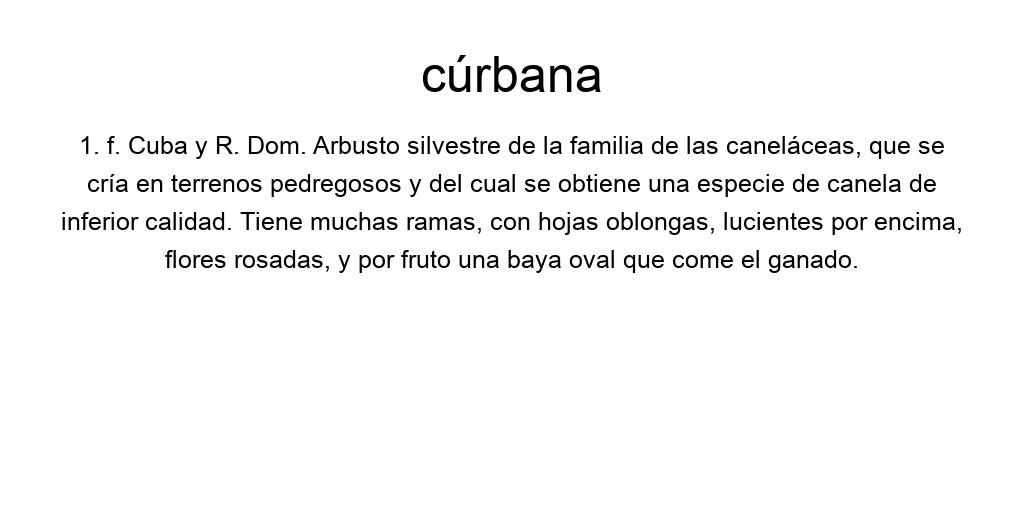 cúrbana
1. f. Cuba y R. Dom. Arbusto silvestre de la familia de las caneláceas, que se
cría en terrenos pedregosos y del cual se obtiene una especie de canela de
inferior calidad. Tiene muchas ramas, con hojas oblongas, lucientes por encima,
flores rosadas, y por fruto una baya oval que come el ganado.